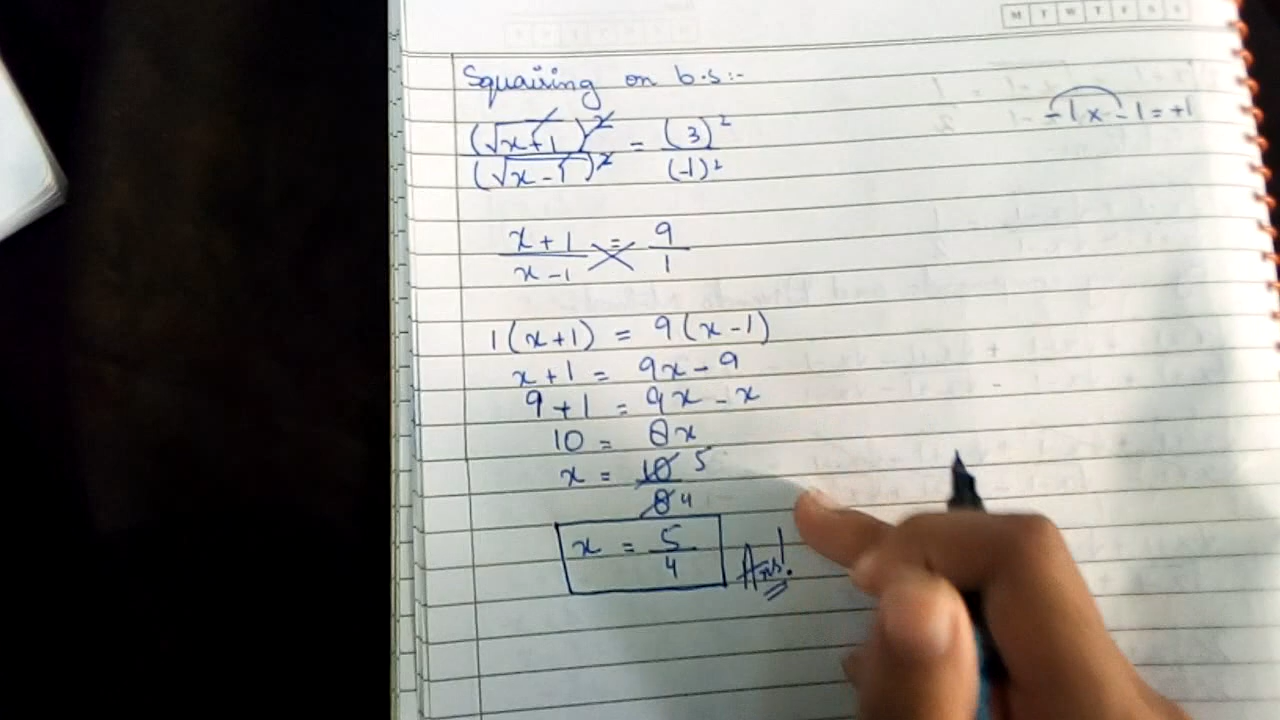 M T W T F S S
Squaring on b.s:-
-1x-1=+1
(√x+1)² / (√x-1)² = (3)² / (-1)²
x+1 / x-1 = 9 / 1
1(x+1) = 9(x-1)
x+1 = 9x-9
9+1 = 9x-x
10 = 8x
x = 10 5 / 8 4
x = 5 / 4 Ans!